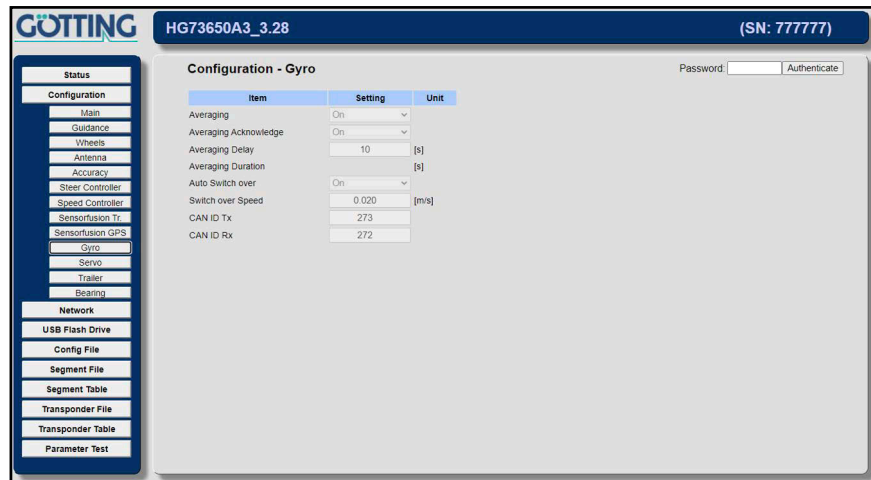 GÖTTING
HG73650A3_3.28 (SN: 777777)
Status
Configuration
Main
Guidance
Wheels
Antenna
Accuracy
Steer Controller
Speed Controller
Sensorfusion Tr.
Sensorfusion GPS
Gyro
Servo
Trailer
Bearing
Network
USB Flash Drive
Config File
Segment File
Segment Table
Transponder File
Transponder Table
Parameter Test
Configuration - Gyro
Password: Authenticate
Item Setting Unit
Averaging On
Averaging Acknowledge On
Averaging Delay 10 [s]
Averaging Duration [s]
Auto Switch over On
Switch over Speed 0.020 [m/s]
CAN ID Tx 273
CAN ID Rx 272